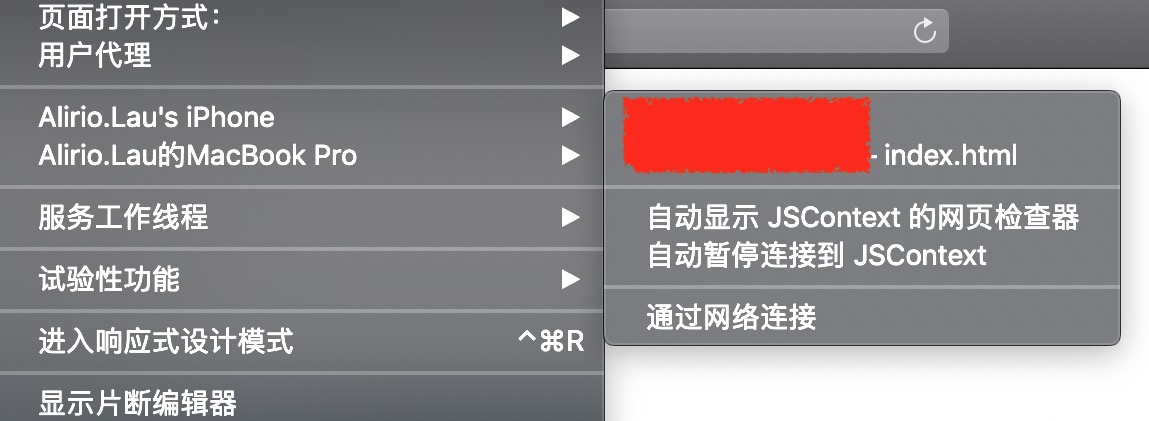 页面打开方式：
用户代理
Alirio.Lau's iPhone
Alirio.Lau的MacBook Pro
服务工作线程
试验性功能
进入响应式设计模式 ^⌘R
显示片断编辑器
- index.html
自动显示 JSContext 的网页检查器
自动暂停连接到 JSContext
通过网络连接